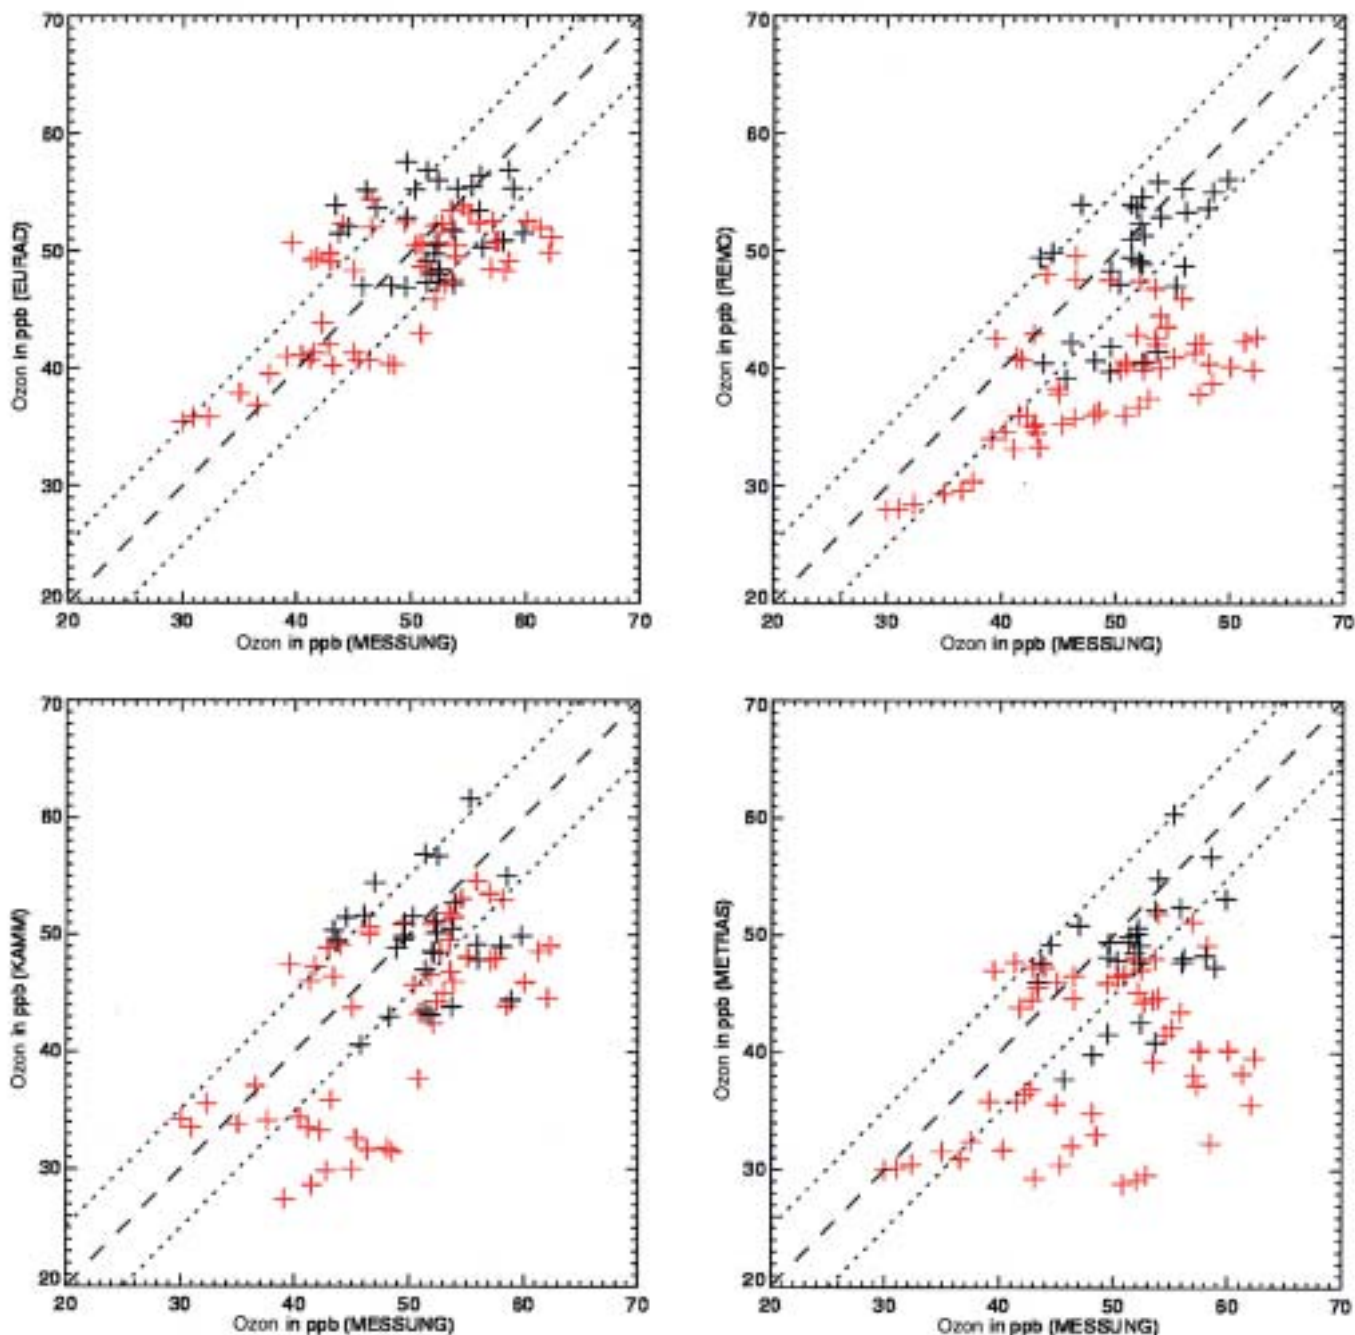 70
60
50
40
30
20
Ozon in ppb (EURAD)
20 30 40 50 60 70
Ozon in ppb (MESSUNG)
70
60
50
40
30
20
Ozon in ppb (REMO)
20 30 40 50 60 70
Ozon in ppb (MESSUNG)
70
60
50
40
30
20
Ozon in ppb (KAMM)
20 30 40 50 60 70
Ozon in ppb (MESSUNG)
70
60
50
40
30
20
Ozon in ppb (METRAS)
20 30 40 50 60 70
Ozon in ppb (MESSUNG)